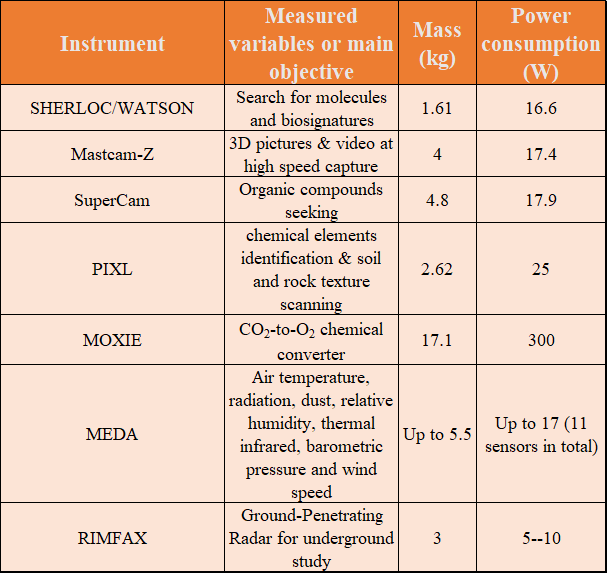 Instrument
Measured
variables or main
objective
Mass
(kg)
Power
consumption
(W)
SHERLOC/WATSON
Search for molecules
and biosignatures
1.61
16.6
Mastcam-Z
3D pictures & video at
high speed capture
4
17.4
SuperCam
Organic compounds
seeking
4.8
17.9
PIXL
chemical elements
identification & soil
and rock texture
scanning
2.62
25
MOXIE
CO₂-to-O₂ chemical
converter
17.1
300
MEDA
Air temperature,
radiation, dust, relative
humidity, thermal
infrared, barometric
pressure and wind
speed
Up to 5.5
Up to 17 (11
sensors in total)
RIMFAX
Ground-Penetrating
Radar for underground
study
3
5--10